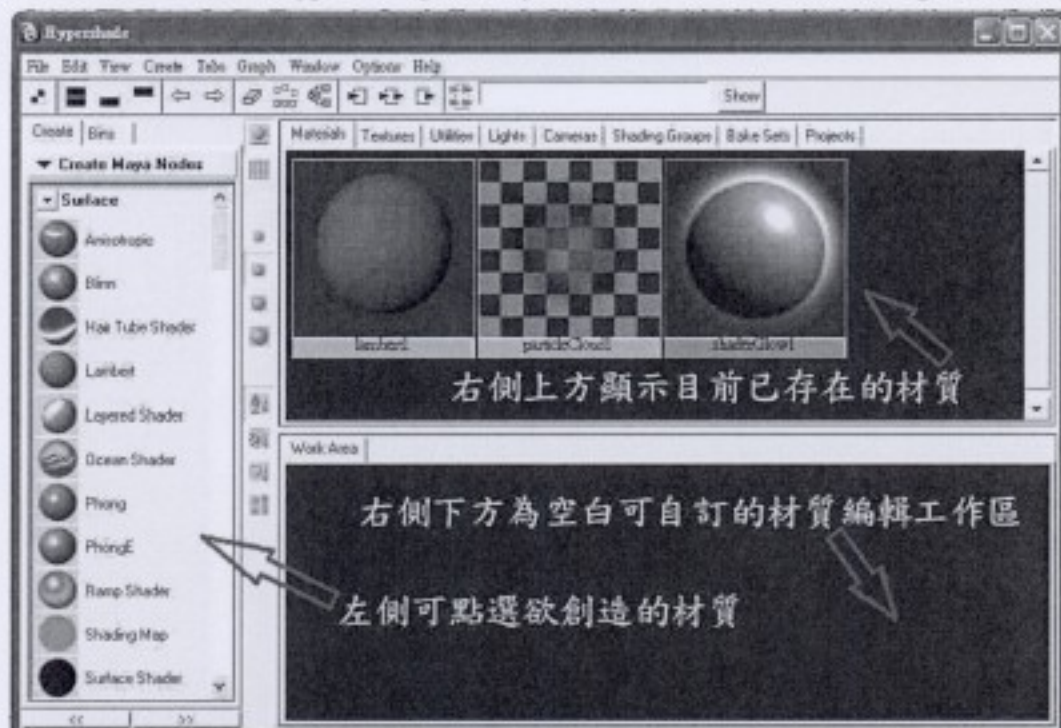 Hypershade
File Edit View Create Tabs Graph Window Options Help
Show
Create Bins
Create Maya Nodes
Surface
Anisotropic
Blinn
Hair Tube Shader
Lambert
Layered Shader
Ocean Shader
Phong
PhongE
Ramp Shader
Shading Map
Surface Shader
<< >>
Materials Textures Utilities Lights Cameras Shading Groups Bake Sets Projects
lambert1 particleCloud1 shaderGlow1
右側上方顯示目前已存在的材質
Work Area
右側下方為空白可自訂的材質編輯工作區
左側可點選欲創造的材質